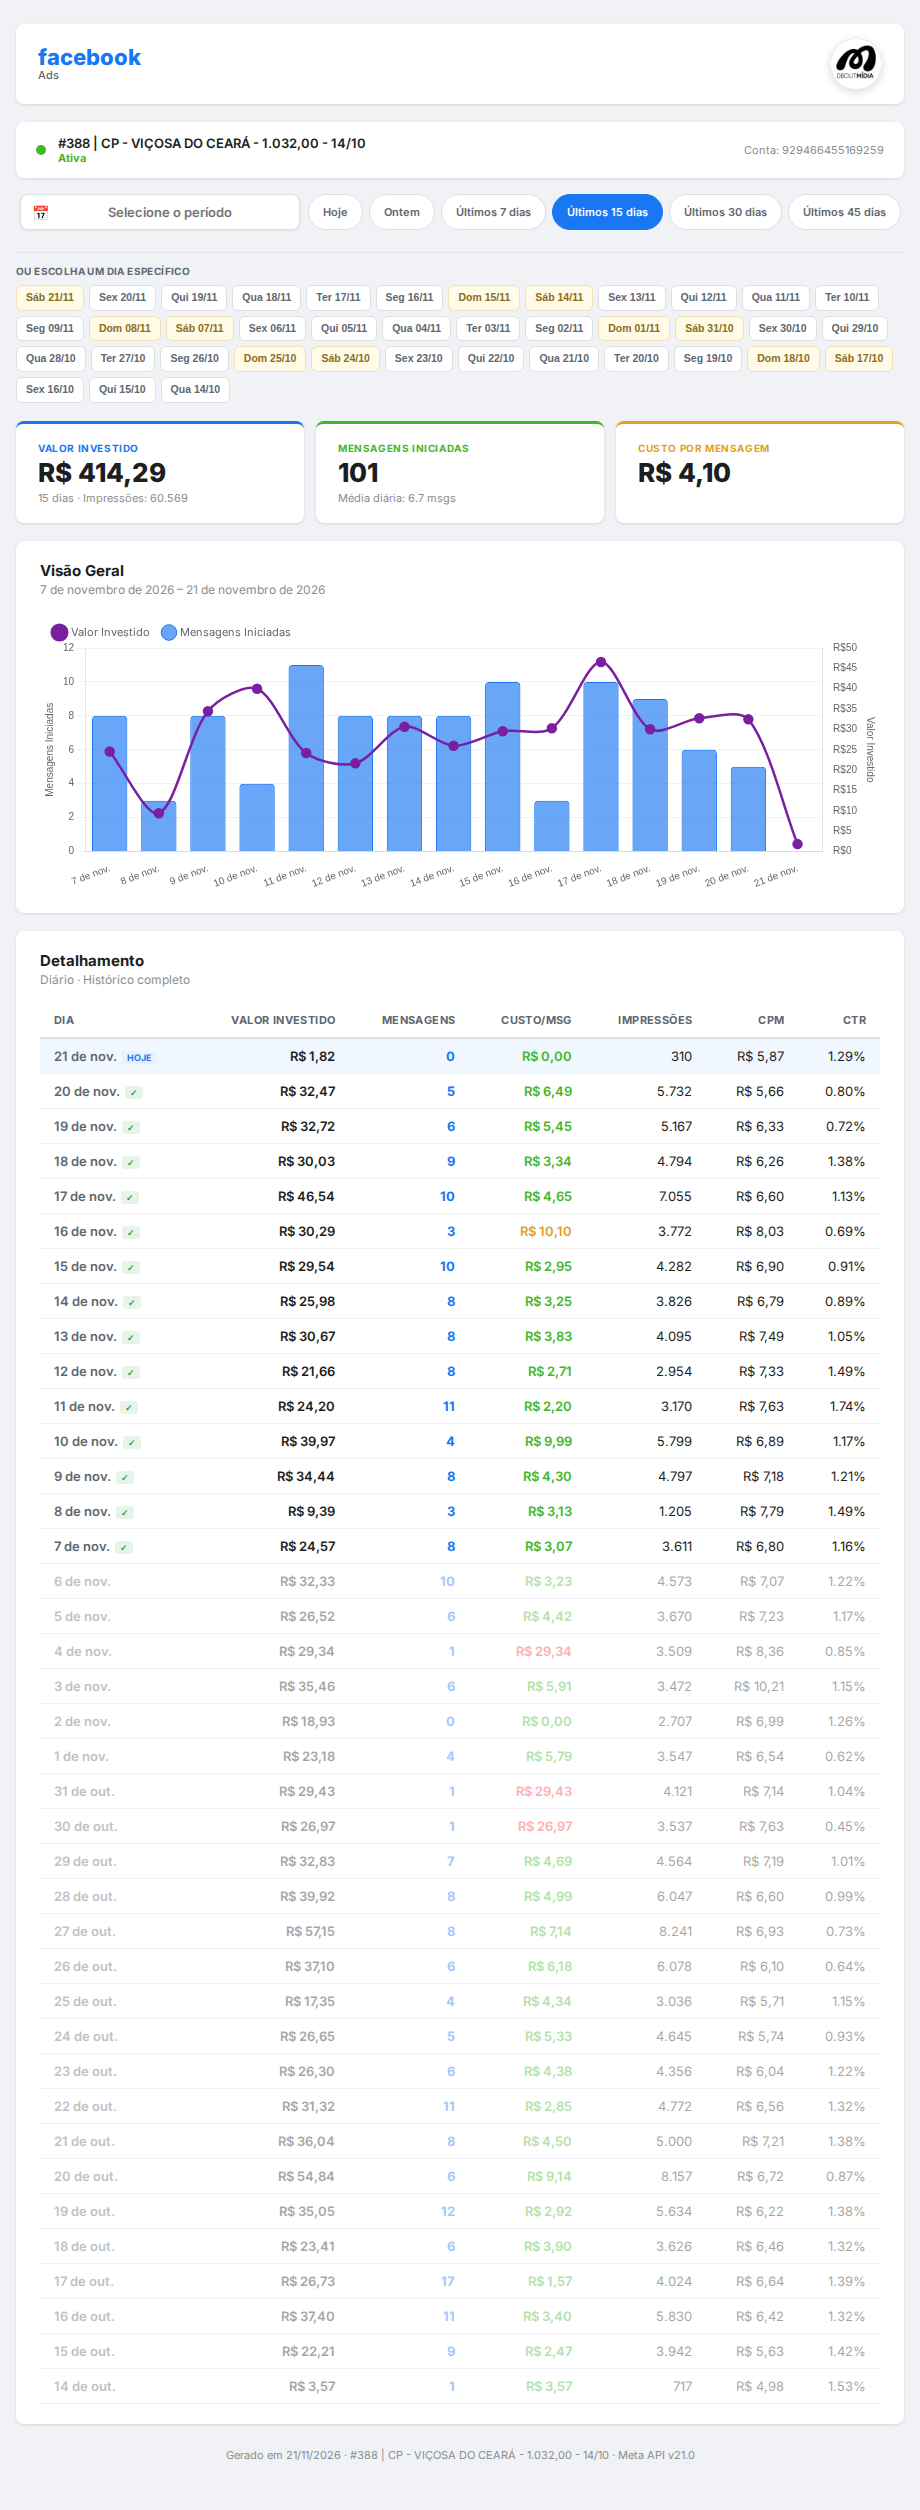 facebook
Ads
DBOUTMÍDIA
#388 | CP - VIÇOSA DO CEARÁ - 1.032,00 - 14/10
Ativa
Conta: 929466455169259
Selecione o período
Hoje
Ontem
Últimos 7 dias
Últimos 15 dias
Últimos 30 dias
Últimos 45 dias
OU ESCOLHA UM DIA ESPECÍFICO
Sáb 21/11 Sex 20/11 Qui 19/11 Qua 18/11 Ter 17/11 Seg 16/11 Dom 15/11 Sáb 14/11 Sex 13/11 Qui 12/11 Qua 11/11 Ter 10/11
Seg 09/11 Dom 08/11 Sáb 07/11 Sex 06/11 Qui 05/11 Qua 04/11 Ter 03/11 Seg 02/11 Dom 01/11 Sáb 31/10 Sex 30/10 Qui 29/10
Qua 28/10 Ter 27/10 Seg 26/10 Dom 25/10 Sáb 24/10 Sex 23/10 Qui 22/10 Qua 21/10 Ter 20/10 Seg 19/10 Dom 18/10 Sáb 17/10
Sex 16/10 Qui 15/10 Qua 14/10
VALOR INVESTIDO
R$ 414,29
15 dias · Impressões: 60.569
MENSAGENS INICIADAS
101
Média diária: 6.7 msgs
CUSTO POR MENSAGEM
R$ 4,10
Visão Geral
7 de novembro de 2026 – 21 de novembro de 2026
Valor Investido Mensagens Iniciadas
Mensagens Iniciadas
12
10
8
6
4
2
0
R$50
R$45
R$40
R$35
R$30
R$25
R$20
R$15
R$10
R$5
R$0
Valor Investido
7 de nov. 8 de nov. 9 de nov. 10 de nov. 11 de nov. 12 de nov. 13 de nov. 14 de nov. 15 de nov. 16 de nov. 17 de nov. 18 de nov. 19 de nov. 20 de nov. 21 de nov.
Detalhamento
Diário · Histórico completo
DIA VALOR INVESTIDO MENSAGENS CUSTO/MSG IMPRESSÕES CPM CTR
21 de nov. HOJE R$ 1,82 0 R$ 0,00 310 R$ 5,87 1.29%
20 de nov. ✓ R$ 32,47 5 R$ 6,49 5.732 R$ 5,66 0.80%
19 de nov. ✓ R$ 32,72 6 R$ 5,45 5.167 R$ 6,33 0.72%
18 de nov. ✓ R$ 30,03 9 R$ 3,34 4.794 R$ 6,26 1.38%
17 de nov. ✓ R$ 46,54 10 R$ 4,65 7.055 R$ 6,60 1.13%
16 de nov. ✓ R$ 30,29 3 R$ 10,10 3.772 R$ 8,03 0.69%
15 de nov. ✓ R$ 29,54 10 R$ 2,95 4.282 R$ 6,90 0.91%
14 de nov. ✓ R$ 25,98 8 R$ 3,25 3.826 R$ 6,79 0.89%
13 de nov. ✓ R$ 30,67 8 R$ 3,83 4.095 R$ 7,49 1.05%
12 de nov. ✓ R$ 21,66 8 R$ 2,71 2.954 R$ 7,33 1.49%
11 de nov. ✓ R$ 24,20 11 R$ 2,20 3.170 R$ 7,63 1.74%
10 de nov. ✓ R$ 39,97 4 R$ 9,99 5.799 R$ 6,89 1.17%
9 de nov. ✓ R$ 34,44 8 R$ 4,30 4.797 R$ 7,18 1.21%
8 de nov. ✓ R$ 9,39 3 R$ 3,13 1.205 R$ 7,79 1.49%
7 de nov. ✓ R$ 24,57 8 R$ 3,07 3.611 R$ 6,80 1.16%
6 de nov. R$ 32,33 10 R$ 3,23 4.573 R$ 7,07 1.22%
5 de nov. R$ 26,52 6 R$ 4,42 3.670 R$ 7,23 1.17%
4 de nov. R$ 29,34 1 R$ 29,34 3.509 R$ 8,36 0.85%
3 de nov. R$ 35,46 6 R$ 5,91 3.472 R$ 10,21 1.15%
2 de nov. R$ 18,93 0 R$ 0,00 2.707 R$ 6,99 1.26%
1 de nov. R$ 23,18 4 R$ 5,79 3.547 R$ 6,54 0.62%
31 de out. R$ 29,43 1 R$ 29,43 4.121 R$ 7,14 1.04%
30 de out. R$ 26,97 1 R$ 26,97 3.537 R$ 7,63 0.45%
29 de out. R$ 32,83 7 R$ 4,69 4.564 R$ 7,19 1.01%
28 de out. R$ 39,92 8 R$ 4,99 6.047 R$ 6,60 0.99%
27 de out. R$ 57,15 8 R$ 7,14 8.241 R$ 6,93 0.73%
26 de out. R$ 37,10 6 R$ 6,18 6.078 R$ 6,10 0.64%
25 de out. R$ 17,35 4 R$ 4,34 3.036 R$ 5,71 1.15%
24 de out. R$ 26,65 5 R$ 5,33 4.645 R$ 5,74 0.93%
23 de out. R$ 26,30 6 R$ 4,38 4.356 R$ 6,04 1.22%
22 de out. R$ 31,32 11 R$ 2,85 4.772 R$ 6,56 1.32%
21 de out. R$ 36,04 8 R$ 4,50 5.000 R$ 7,21 1.38%
20 de out. R$ 54,84 6 R$ 9,14 8.157 R$ 6,72 0.87%
19 de out. R$ 35,05 12 R$ 2,92 5.634 R$ 6,22 1.38%
18 de out. R$ 23,41 6 R$ 3,90 3.626 R$ 6,46 1.32%
17 de out. R$ 26,73 17 R$ 1,57 4.024 R$ 6,64 1.39%
16 de out. R$ 37,40 11 R$ 3,40 5.830 R$ 6,42 1.32%
15 de out. R$ 22,21 9 R$ 2,47 3.942 R$ 5,63 1.42%
14 de out. R$ 3,57 1 R$ 3,57 717 R$ 4,98 1.53%
Gerado em 21/11/2026 · #388 | CP - VIÇOSA DO CEARÁ - 1.032,00 - 14/10 · Meta API v21.0